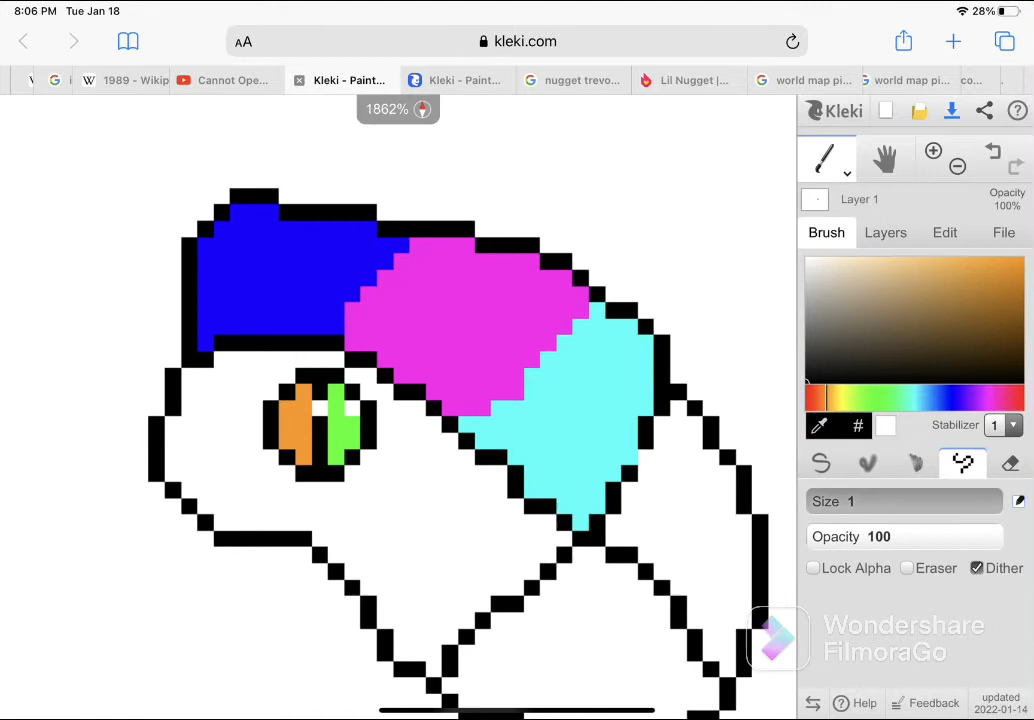 8:06 PM Tue Jan 18
28%
AA
kleki.com
1989 - Wikip
Cannot Ope...
Kleki - Paint...
Kleki - Paint...
nugget trevo...
Lil Nugget |...
world map pi...
world map pi...
co...
1862%
Kleki
Layer 1
Opacity
100%
Brush
Layers
Edit
File
#
Stabilizer
1
Size 1
Opacity 100
Lock Alpha
Eraser
Dither
Wondershare
FilmoraGo
Help
Feedback
updated
2022-01-14